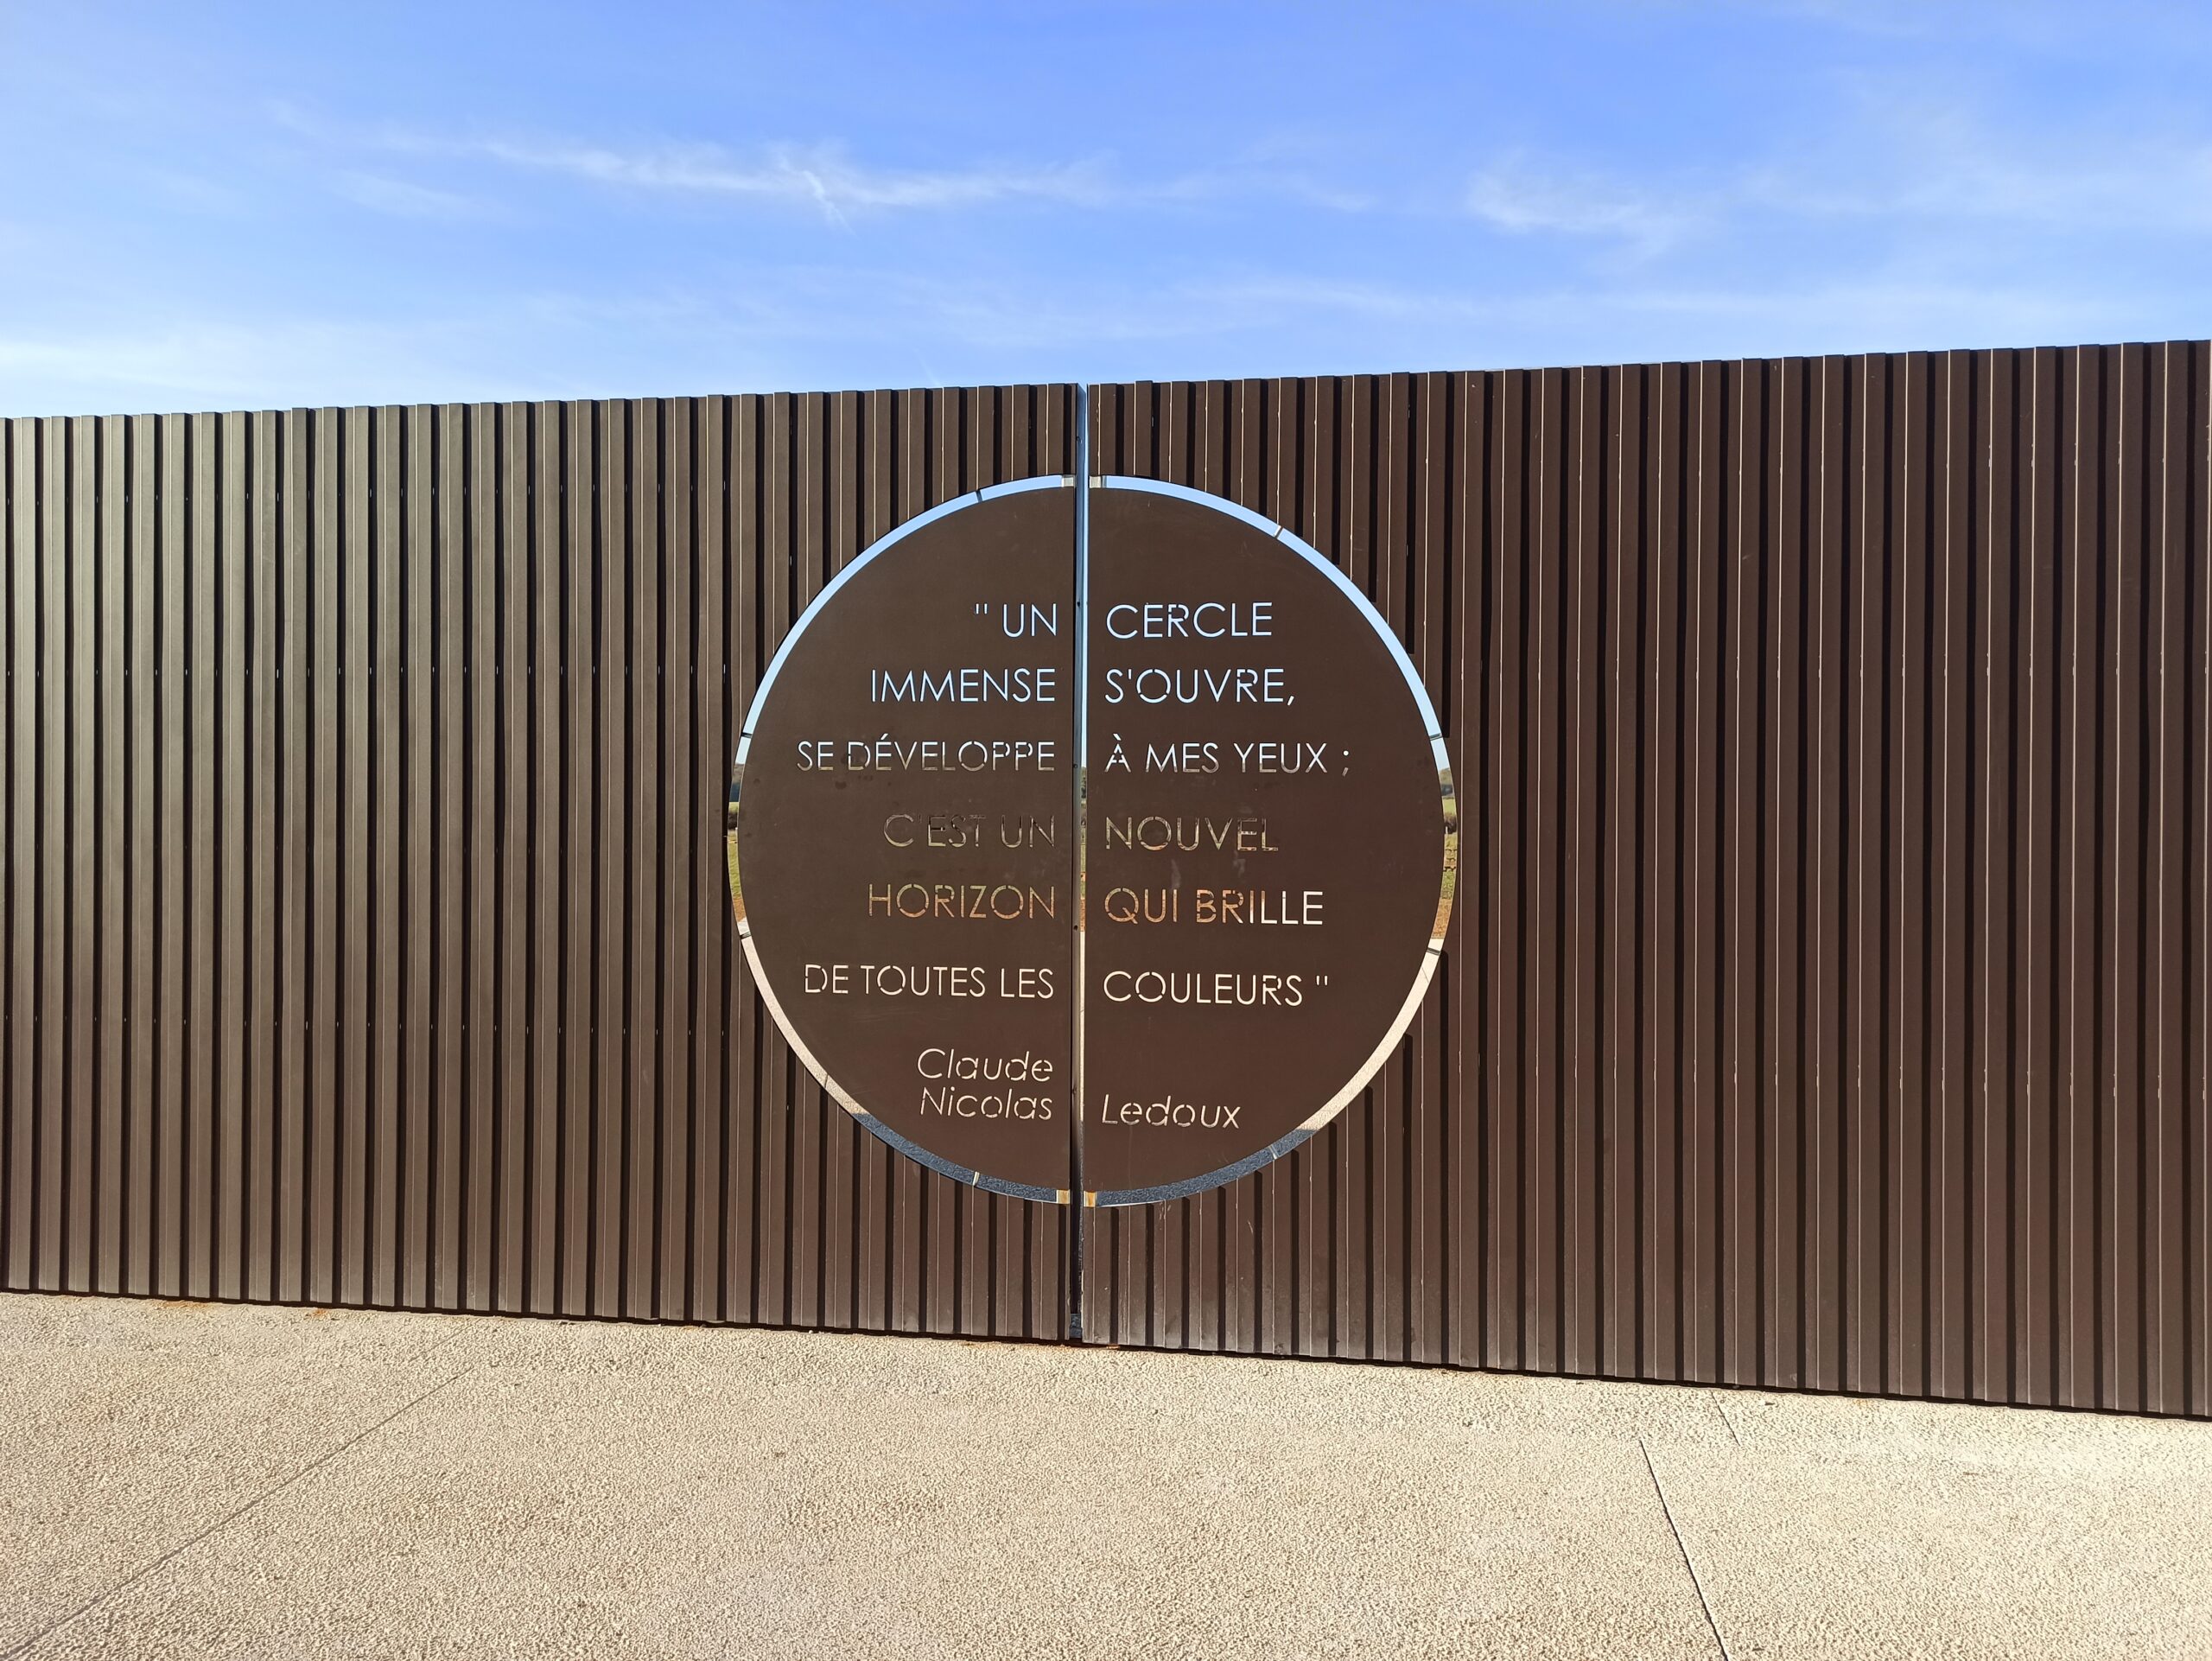 " UN CERCLE
IMMENSE S'OUVRE,
SE DÉVELOPPE À MES YEUX ;
C'EST UN NOUVEL
HORIZON QUI BRILLE
DE TOUTES LES COULEURS "
Claude
Nicolas Ledoux